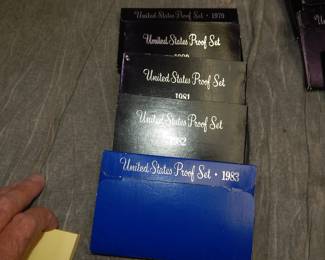 United States Proof Set · 1979
United States Proof Set
1980
United States Proof Set
1981
United States Proof Set
1982
United States Proof Set · 1983